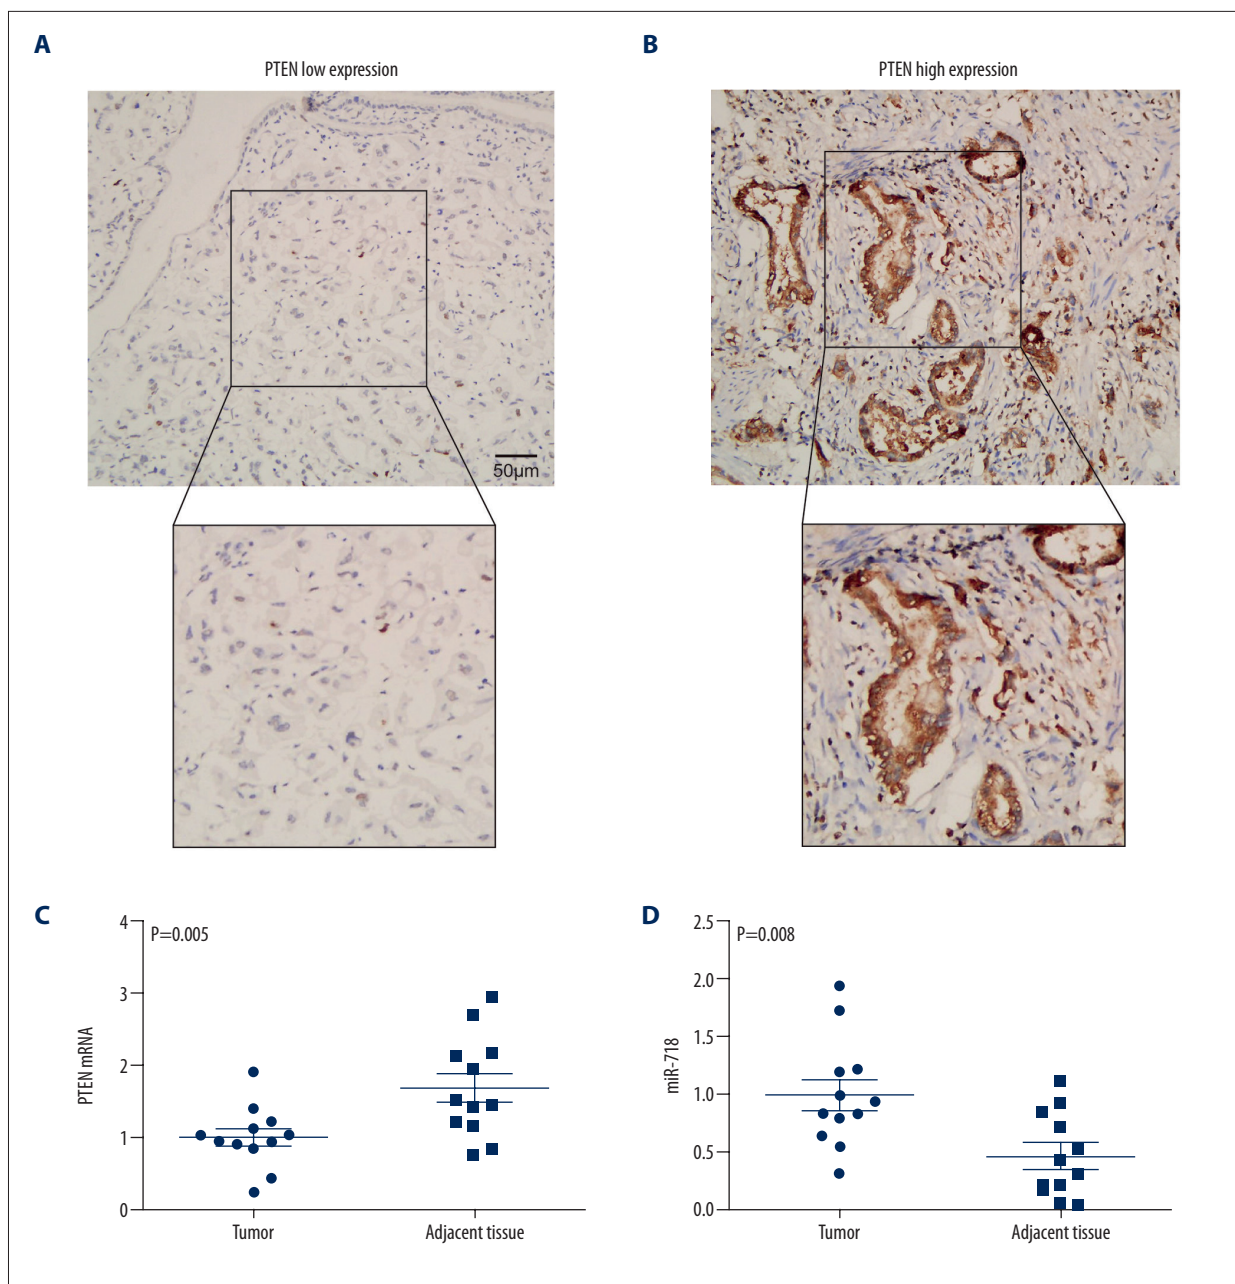 A
PTEN low expression
50µm
B
PTEN high expression
C
P=0.005
PTEN mRNA
4
3
2
1
0
Tumor
Adjacent tissue
D
P=0.008
miR-718
2.5
2.0
1.5
1.0
0.5
0.0
Tumor
Adjacent tissue